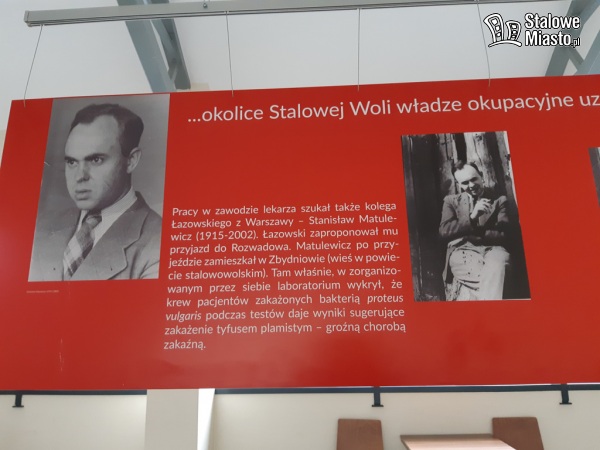 Stalowe
Miasto.pl
...okolice Stalowej Woli władze okupacyjne uz
Pracy w zawodzie lekarza szukał także kolega
Łazowskiego z Warszawy – Stanisław Matule-
wicz (1915-2002). Łazowski zaproponował mu
przyjazd do Rozwadowa. Matulewicz po przy-
jeździe zamieszkał w Zbydniowie (wieś w powie-
cie stalowowolskim). Tam właśnie, w zorganizo-
wanym przez siebie laboratorium wykrył, że
krew pacjentów zakażonych bakterią proteus
vulgaris podczas testów daje wyniki sugerujące
zakażenie tyfusem plamistym – groźną chorobą
zakaźną.